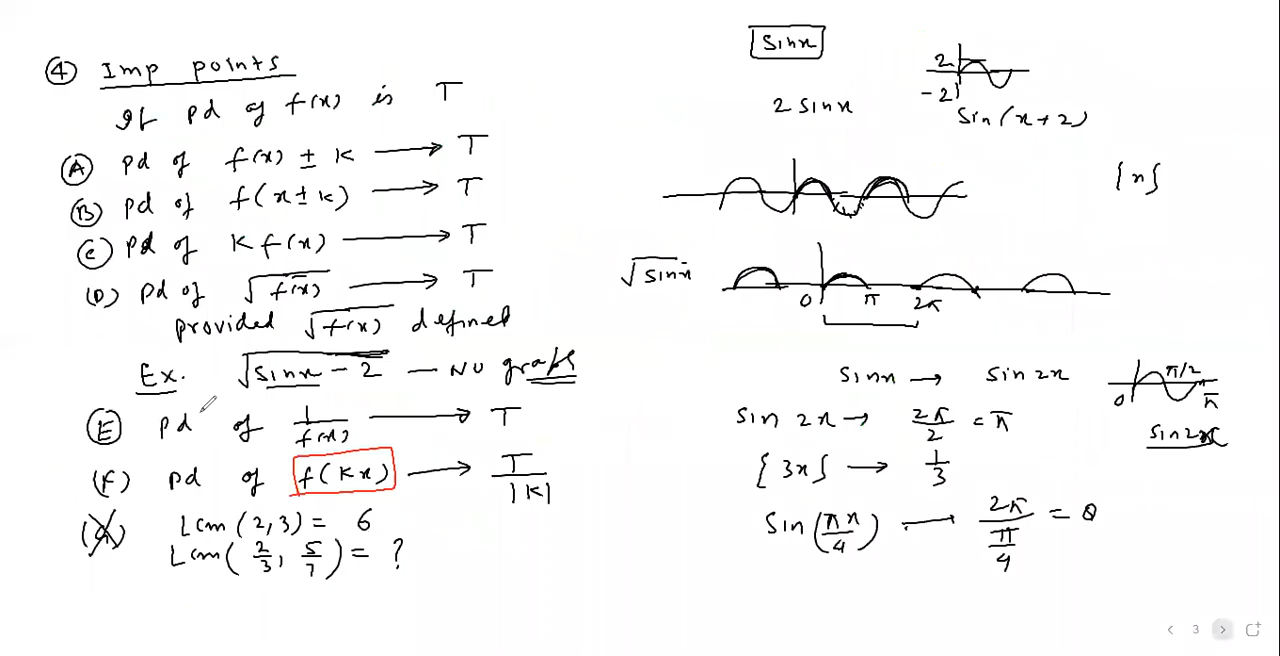 ④ Imp points
If pd of f(x) is T
Ⓐ pd of f(x) ± K ⟶ T
Ⓑ pd of f(x ± K) ⟶ T
Ⓒ pd of K f(x) ⟶ T
(D) pd of √f(x) ⟶ T
provided √f(x) defined
Ex. √sinx - 2 — No graph
Ⓔ pd of 1/f(x) ⟶ T
(F) pd of f(Kx) ⟶ T/|K|
(G) Lcm (2, 3) = 6
Lcm (2/3, 5/7) = ?
Sinx
2 sinx
2
-2
Sin(x+2)
{x}
√sinx
0 π 2π
Sinx ⟶ Sin 2x
Sin 2x → 2π/2 = π
{3x} ⟶ 1/3
Sin(πx/4) ⟶ 2π/(π/4) = 8
0 π/2 π
Sin2x
3